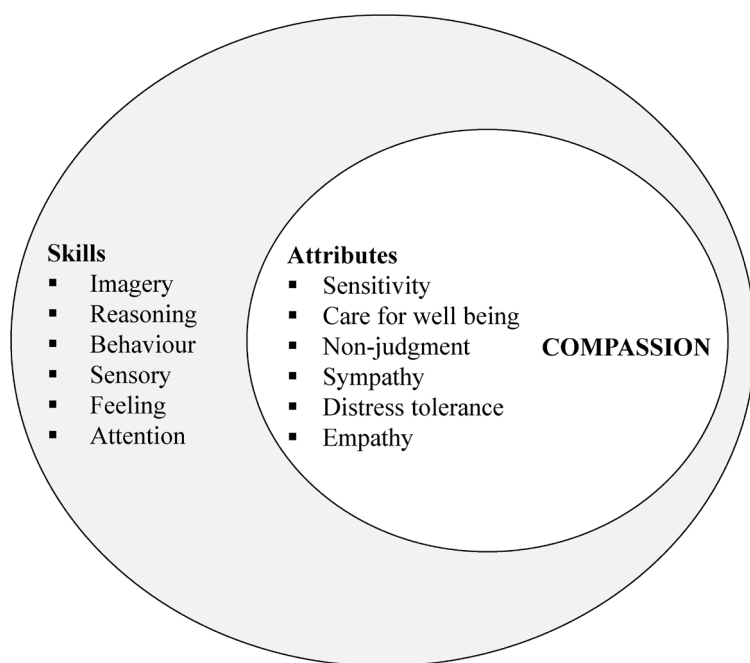 Skills
▪ Imagery
▪ Reasoning
▪ Behaviour
▪ Sensory
▪ Feeling
▪ Attention
Attributes
▪ Sensitivity
▪ Care for well being
▪ Non-judgment
▪ Sympathy
▪ Distress tolerance
▪ Empathy
COMPASSION